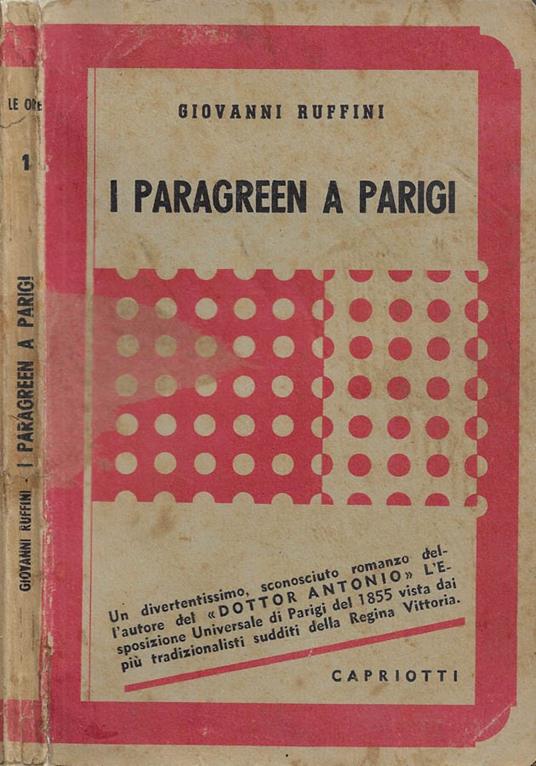 LE ORE
1
GIOVANNI RUFFINI - I PARAGREEN A PARIGI
GIOVANNI RUFFINI
I PARAGREEN A PARIGI
Un divertentissimo, sconosciuto romanzo del-
l'autore del «DOTTOR ANTONIO» L'E-
sposizione Universale di Parigi del 1855 vista dai
più tradizionalisti sudditi della Regina Vittoria.
CAPRIOTTI